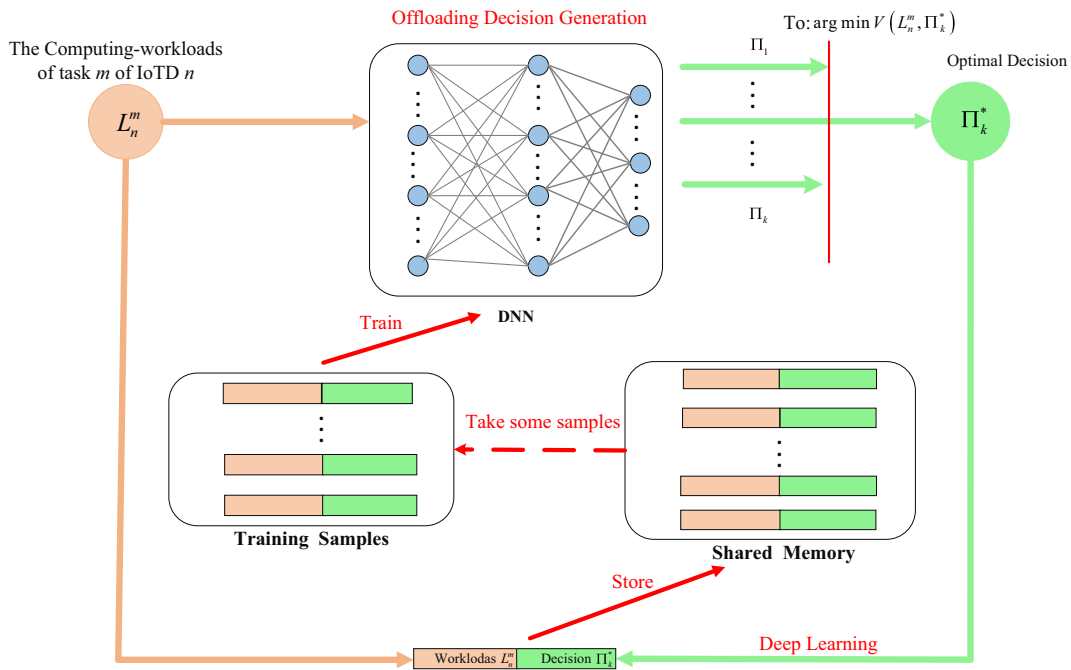 Offloading Decision Generation
To: arg min V(L_n^m, Π_k^*)
The Computing-workloads
of task m of IoTD n
Π_1
Optimal Decision
L_n^m
Π_k^*
Π_k
DNN
Train
Take some samples
Training Samples
Shared Memory
Store
Deep Learning
Worklodas L_n^m Decision Π_k^*